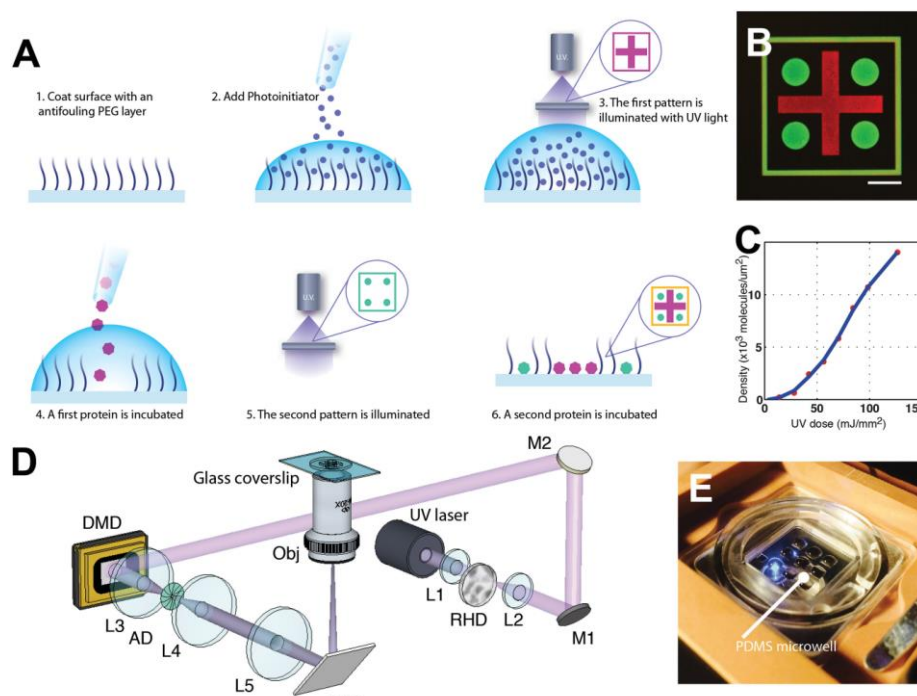 A
1. Coat surface with an
antifouling PEG layer
2. Add Photoinitiator
U.V.
3. The first pattern is
illuminated with UV light
B
4. A first protein is incubated
U.V.
5. The second pattern is illuminated
6. A second protein is incubated
C
Density (x10³ molecules/um²)
10
5
0
0
50
100
150
UV dose (mJ/mm²)
D
Glass coverslip
M2
DMD
UV laser
Obj
L1
RHD
L2
M1
L3
AD
L4
L5
E
PDMS microwell